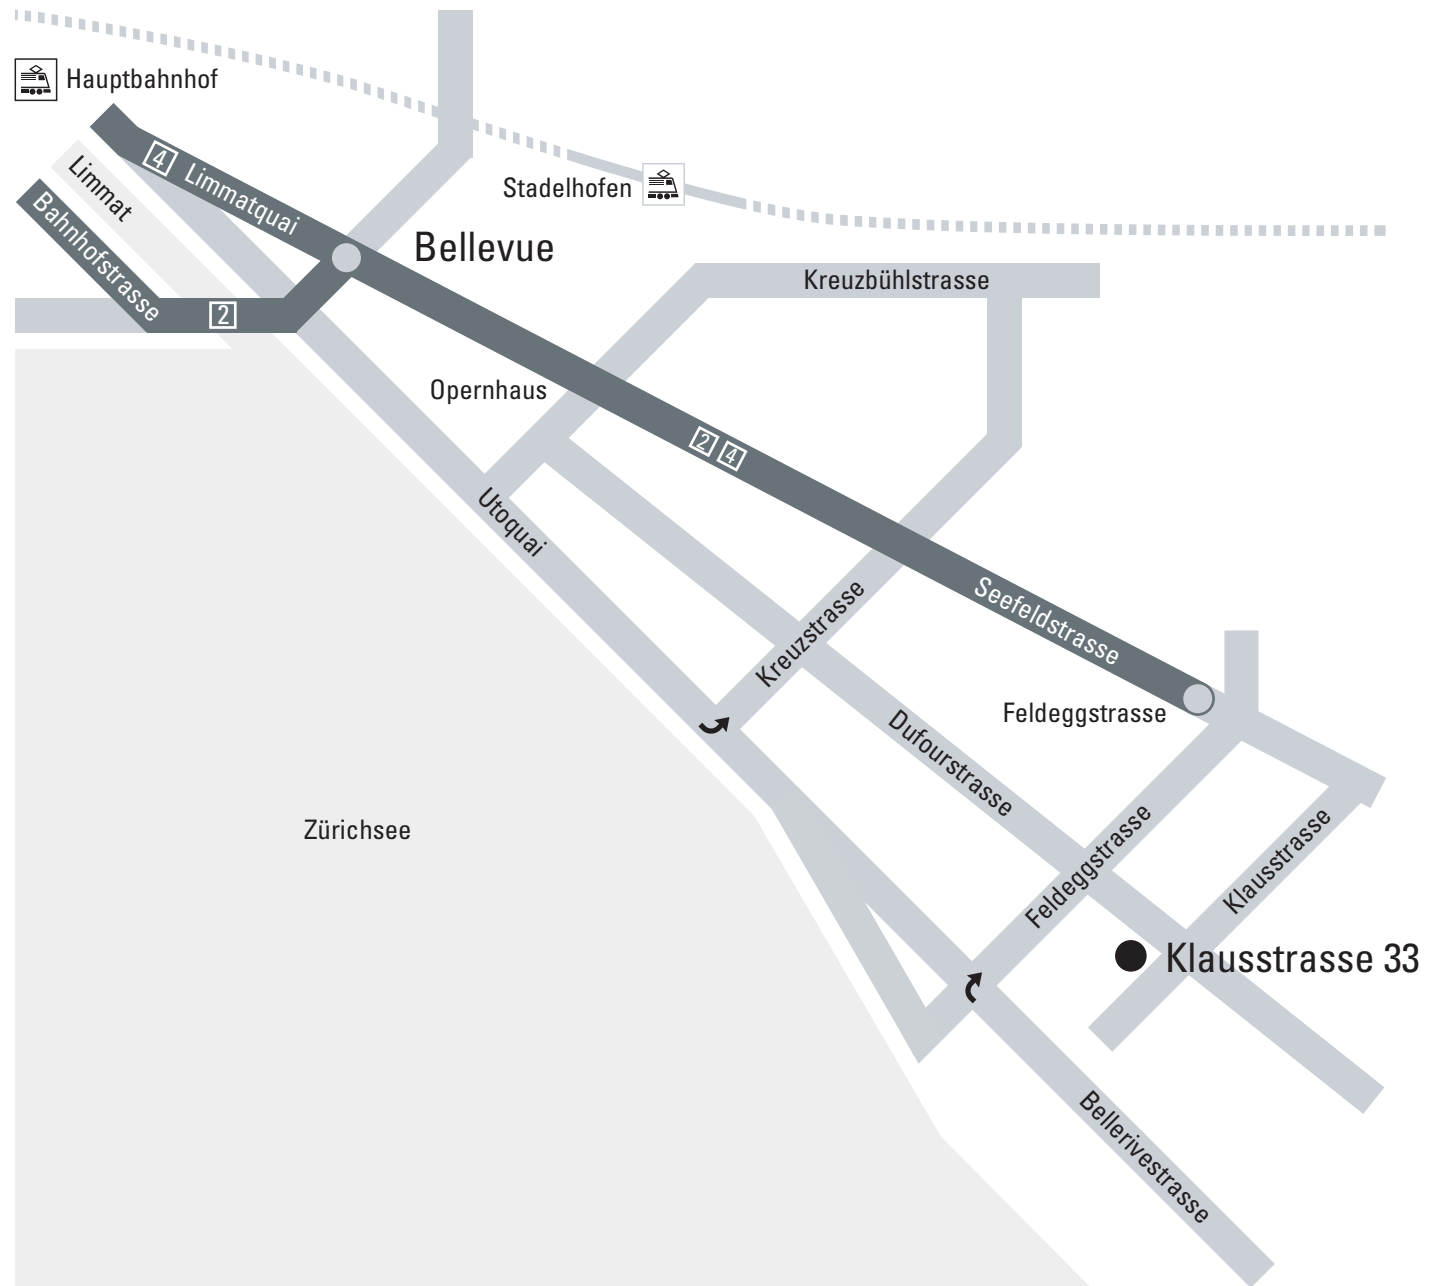 Hauptbahnhof
4 Limmatquai
Limmat
Bahnhofstrasse
2
Stadelhofen
Bellevue
Kreuzbühlstrasse
Opernhaus
2 4
Utoquai
Seefeldstrasse
Kreuzstrasse
Feldeggstrasse
Dufourstrasse
Zürichsee
Feldeggstrasse
Klausstrasse
Klausstrasse 33
Bellerivestrasse